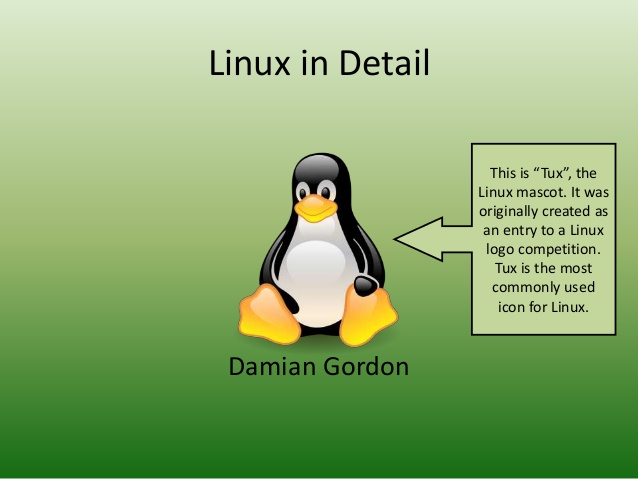 Linux in Detail
This is “Tux”, the
Linux mascot. It was
originally created as
an entry to a Linux
logo competition.
Tux is the most
commonly used
icon for Linux.
Damian Gordon